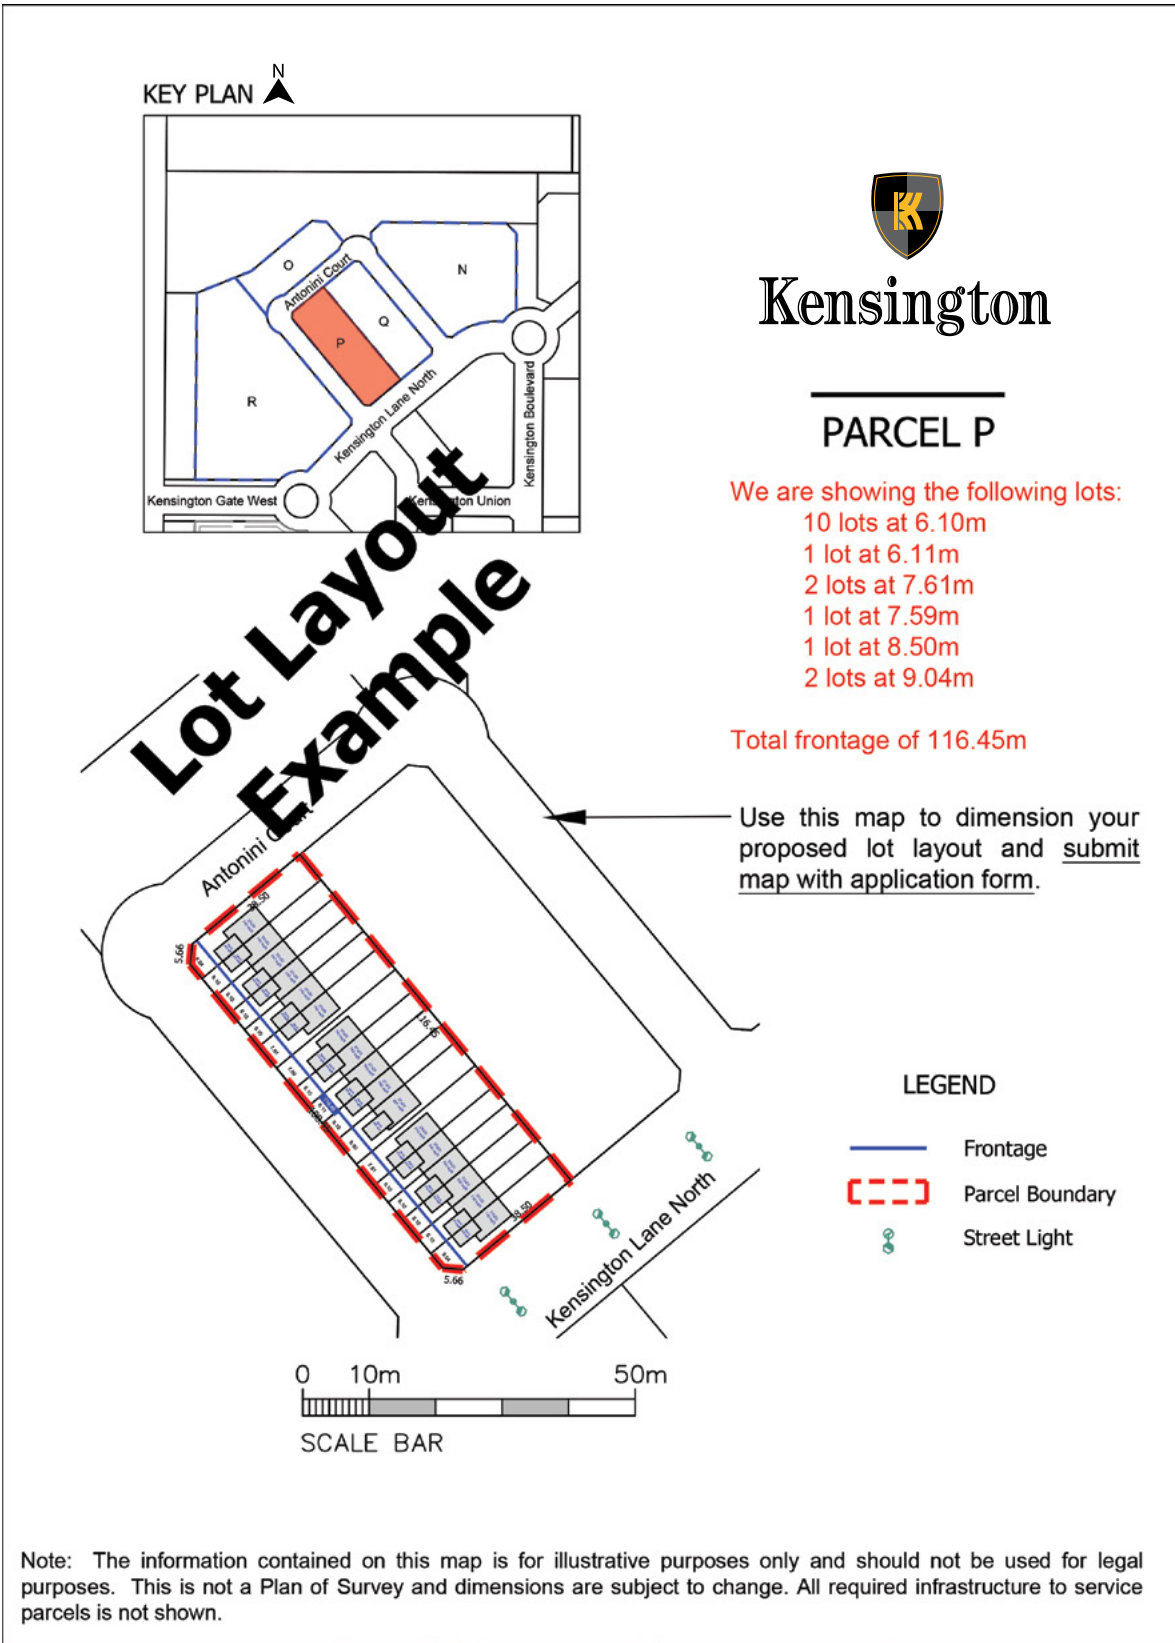 N
KEY PLAN
O
N
Antonini Court
Q
P
R
Kensington Lane North
Kensington Boulevard
Kensington Gate West
Kensington Union
K
Kensington
PARCEL P
We are showing the following lots:
10 lots at 6.10m
1 lot at 6.11m
2 lots at 7.61m
1 lot at 7.59m
1 lot at 8.50m
2 lots at 9.04m
Total frontage of 116.45m
Lot Layout
Example
Use this map to dimension your
proposed lot layout and submit
map with application form.
Antonini Court
38.50
5.66
38.50
5.66
Kensington Lane North
LEGEND
Frontage
Parcel Boundary
Street Light
0 10m 50m
SCALE BAR
Note: The information contained on this map is for illustrative purposes only and should not be used for legal
purposes. This is not a Plan of Survey and dimensions are subject to change. All required infrastructure to service
parcels is not shown.